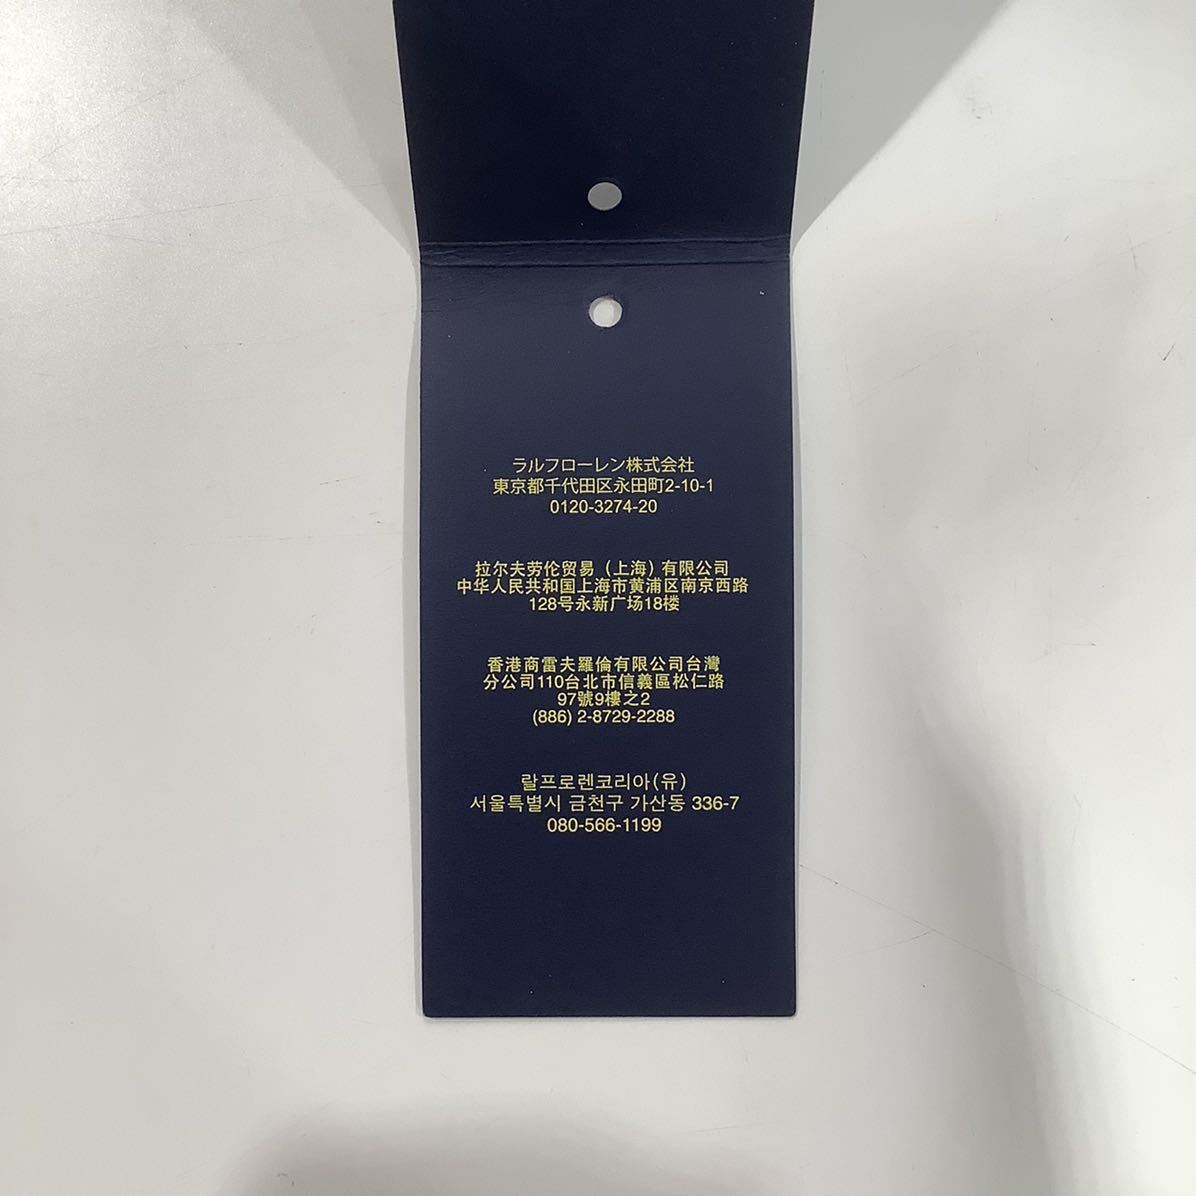 ラルフローレン株式会社
東京都千代田区永田町2-10-1
0120-3274-20
拉尔夫劳伦贸易（上海）有限公司
中华人民共和国上海市黄浦区南京西路
128号永新广场18楼
香港商雷夫羅倫有限公司台灣
分公司110台北市信義區松仁路
97號9樓之2
(886) 2-8729-2288
랄프로렌코리아(유)
서울특별시 금천구 가산동 336-7
080-566-1199